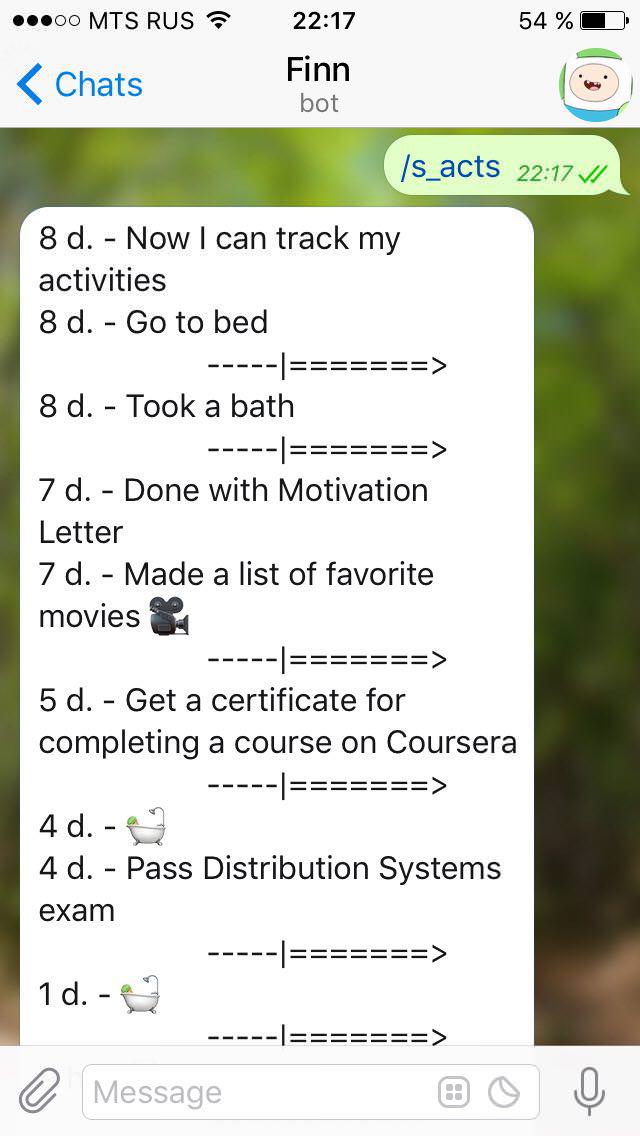 MTS RUS 22:17 54 %
Chats Finn
bot
/s_acts 22:17
8 d. - Now I can track my
activities
8 d. - Go to bed
-----|=======>
8 d. - Took a bath
-----|=======>
7 d. - Done with Motivation
Letter
7 d. - Made a list of favorite
movies 🎥
-----|=======>
5 d. - Get a certificate for
completing a course on Coursera
-----|=======>
4 d. - 🛀
4 d. - Pass Distribution Systems
exam
-----|=======>
1 d. - 🛀
-----|=======>
Message